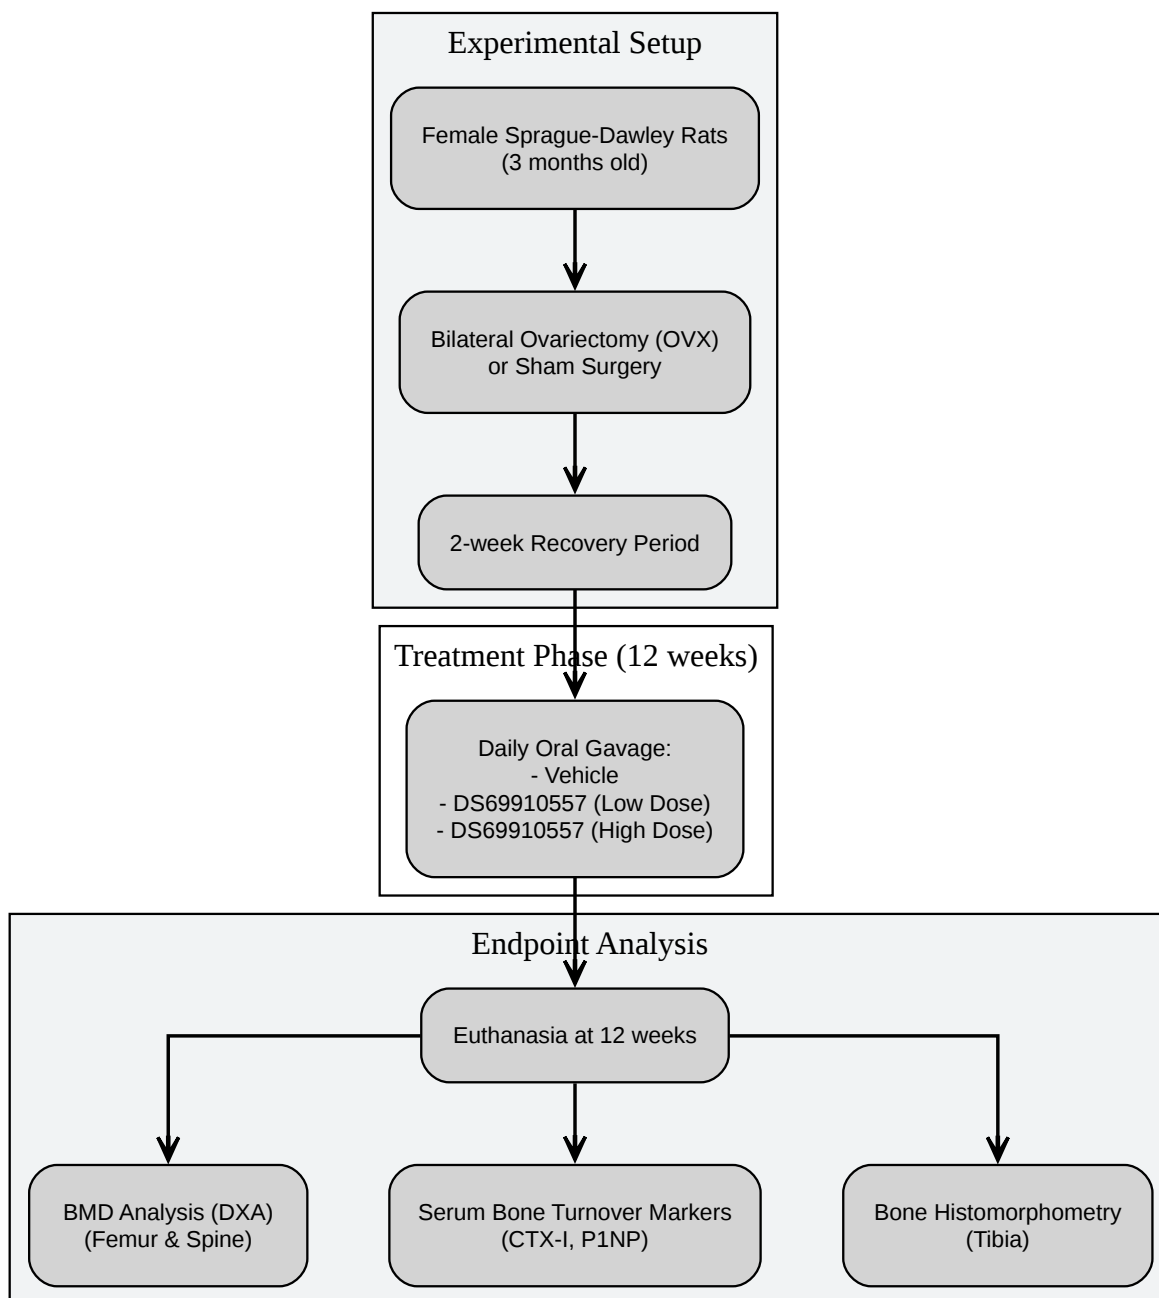 Experimental Setup
Female Sprague-Dawley Rats
(3 months old)
Bilateral Ovariectomy (OVX)
or Sham Surgery
2-week Recovery Period
Treatment Phase (12 weeks)
Daily Oral Gavage:
- Vehicle
- DS69910557 (Low Dose)
- DS69910557 (High Dose)
Endpoint Analysis
Euthanasia at 12 weeks
BMD Analysis (DXA)
(Femur & Spine)
Serum Bone Turnover Markers
(CTX-I, P1NP)
Bone Histomorphometry
(Tibia)